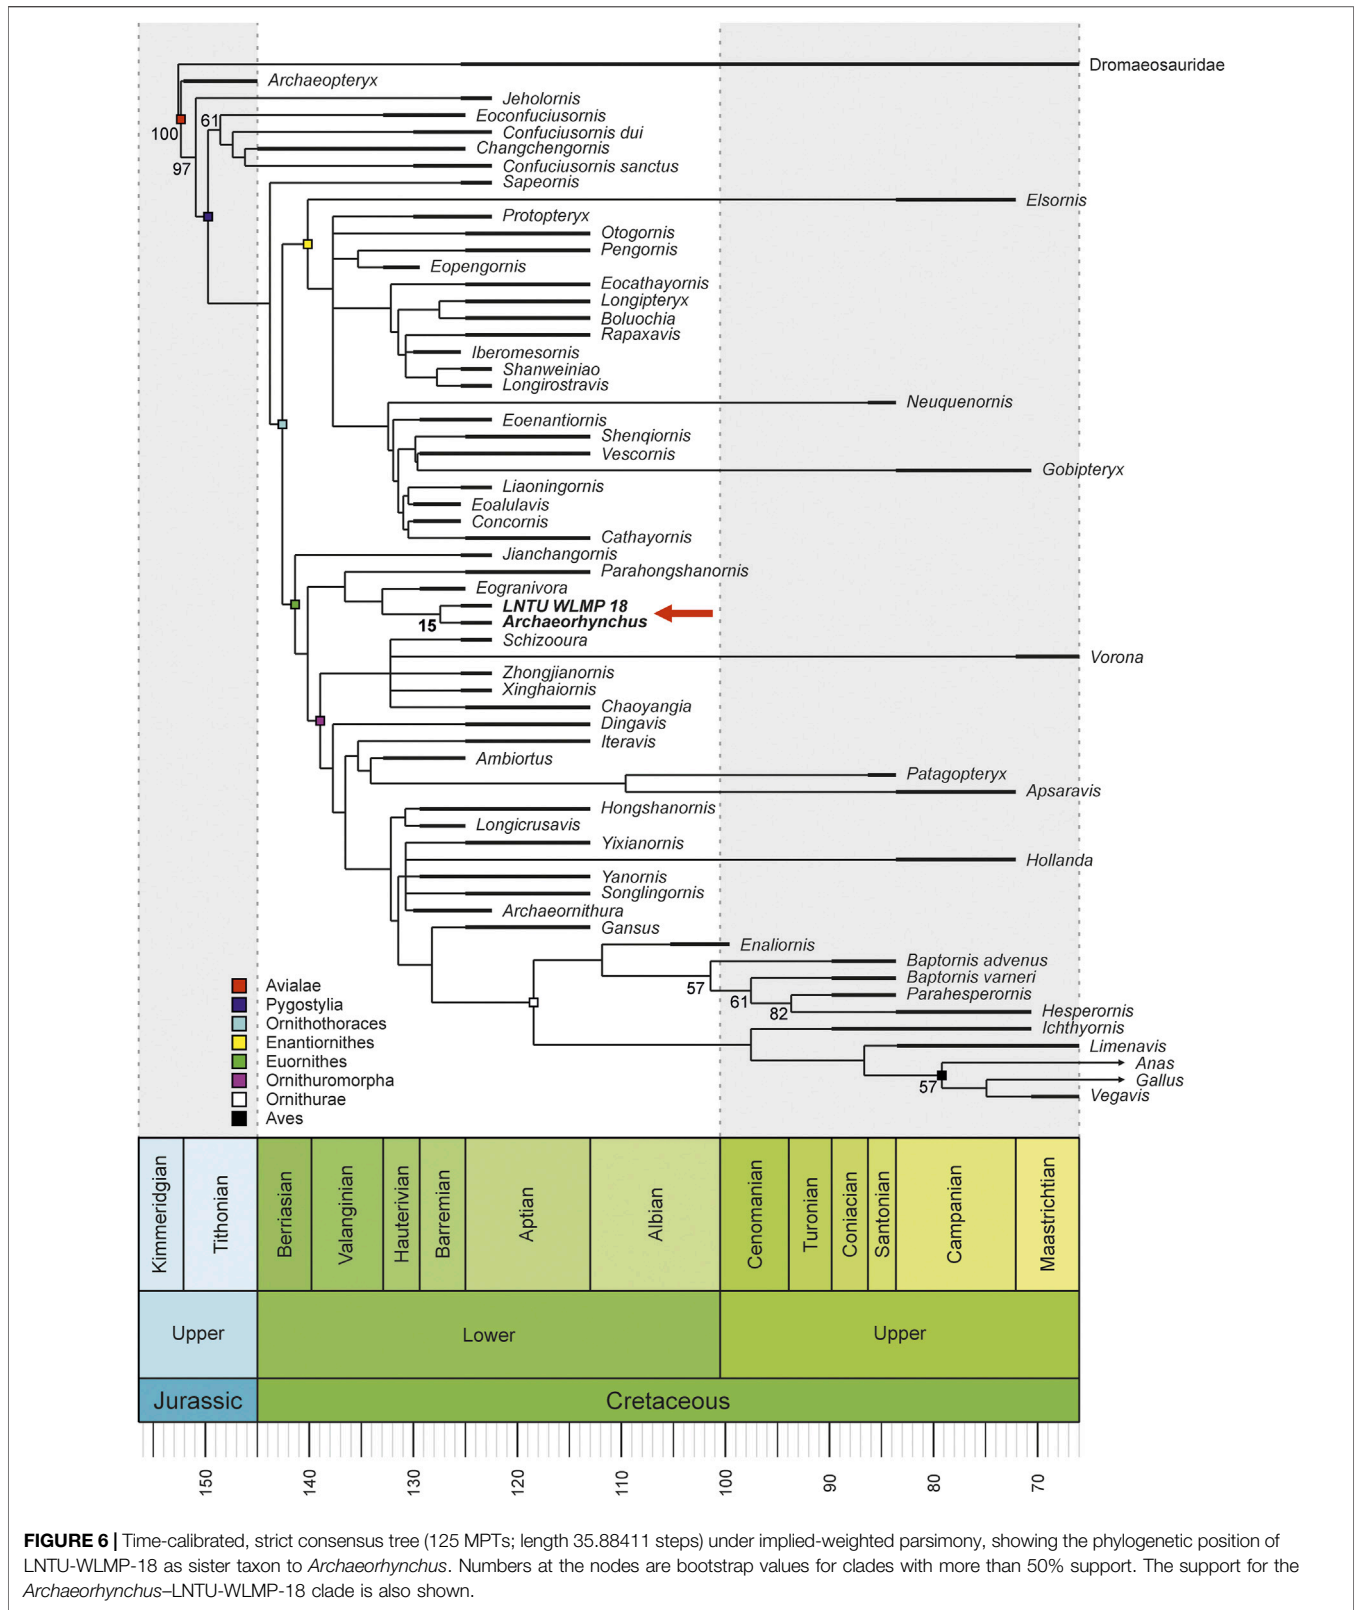 Dromaeosauridae
Archaeopteryx
Jeholornis
61
Eoconfuciusornis
100
Confuciusornis dui
Changchengornis
97
Confuciusornis sanctus
Sapeornis
Elsornis
Protopteryx
Otogornis
Pengornis
Eopengornis
Eocathayornis
Longipteryx
Boluochia
Rapaxavis
Iberomesornis
Shanweiniao
Longirostravis
Neuquenornis
Eoenantiornis
Shenqiornis
Vescornis
Gobipteryx
Liaoningornis
Eoalulavis
Concornis
Cathayornis
Jianchangornis
Parahongshanornis
Eogranivora
LNTU WLMP 18
15
Archaeorhynchus
Schizooura
Vorona
Zhongjianornis
Xinghaiornis
Chaoyangia
Dingavis
Iteravis
Ambiortus
Patagopteryx
Apsaravis
Hongshanornis
Longicrusavis
Yixianornis
Hollanda
Yanornis
Songlingornis
Archaeornithura
Gansus
Enaliornis
Baptornis advenus
57
Baptornis varneri
61
Parahesperornis
82
Hesperornis
Ichthyornis
Limenavis
Anas
57
Gallus
Vegavis
Avialae
Pygostylia
Ornithothoraces
Enantiornithes
Euornithes
Ornithuromorpha
Ornithurae
Aves
Kimmeridgian
Tithonian
Berriasian
Valanginian
Hauterivian
Barremian
Aptian
Albian
Cenomanian
Turonian
Coniacian
Santonian
Campanian
Maastrichtian
Upper
Lower
Upper
Jurassic
Cretaceous
150
140
130
120
110
100
90
80
70
FIGURE 6 | Time-calibrated, strict consensus tree (125 MPTs; length 35.88411 steps) under implied-weighted parsimony, showing the phylogenetic position of
LNTU-WLMP-18 as sister taxon to Archaeorhynchus. Numbers at the nodes are bootstrap values for clades with more than 50% support. The support for the
Archaeorhynchus–LNTU-WLMP-18 clade is also shown.